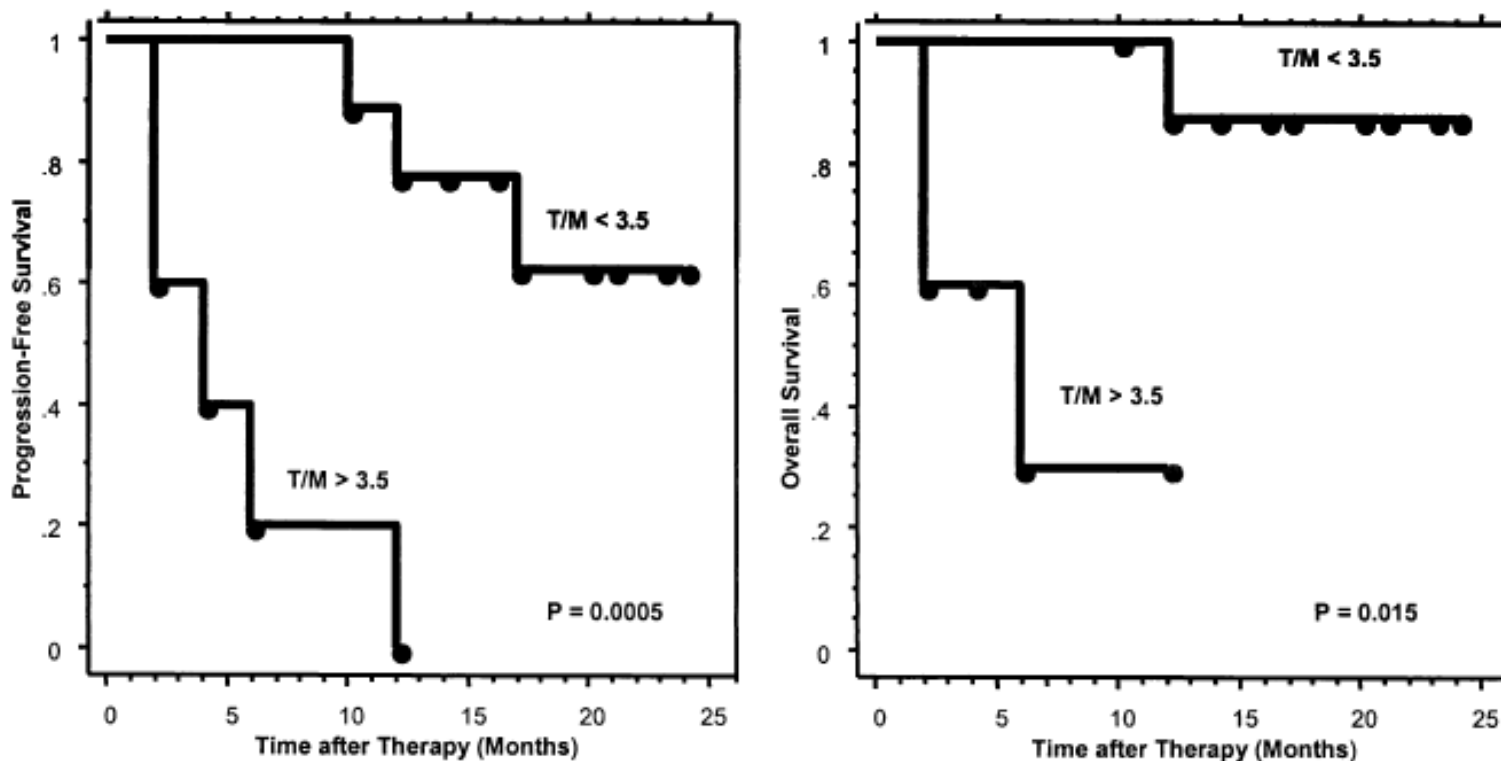 Progression-Free Survival
1
.8
.6
.4
.2
0
T/M < 3.5
T/M > 3.5
P = 0.0005
0 5 10 15 20 25
Time after Therapy (Months)
Overall Survival
1
.8
.6
.4
.2
0
T/M < 3.5
T/M > 3.5
P = 0.015
0 5 10 15 20 25
Time after Therapy (Months)